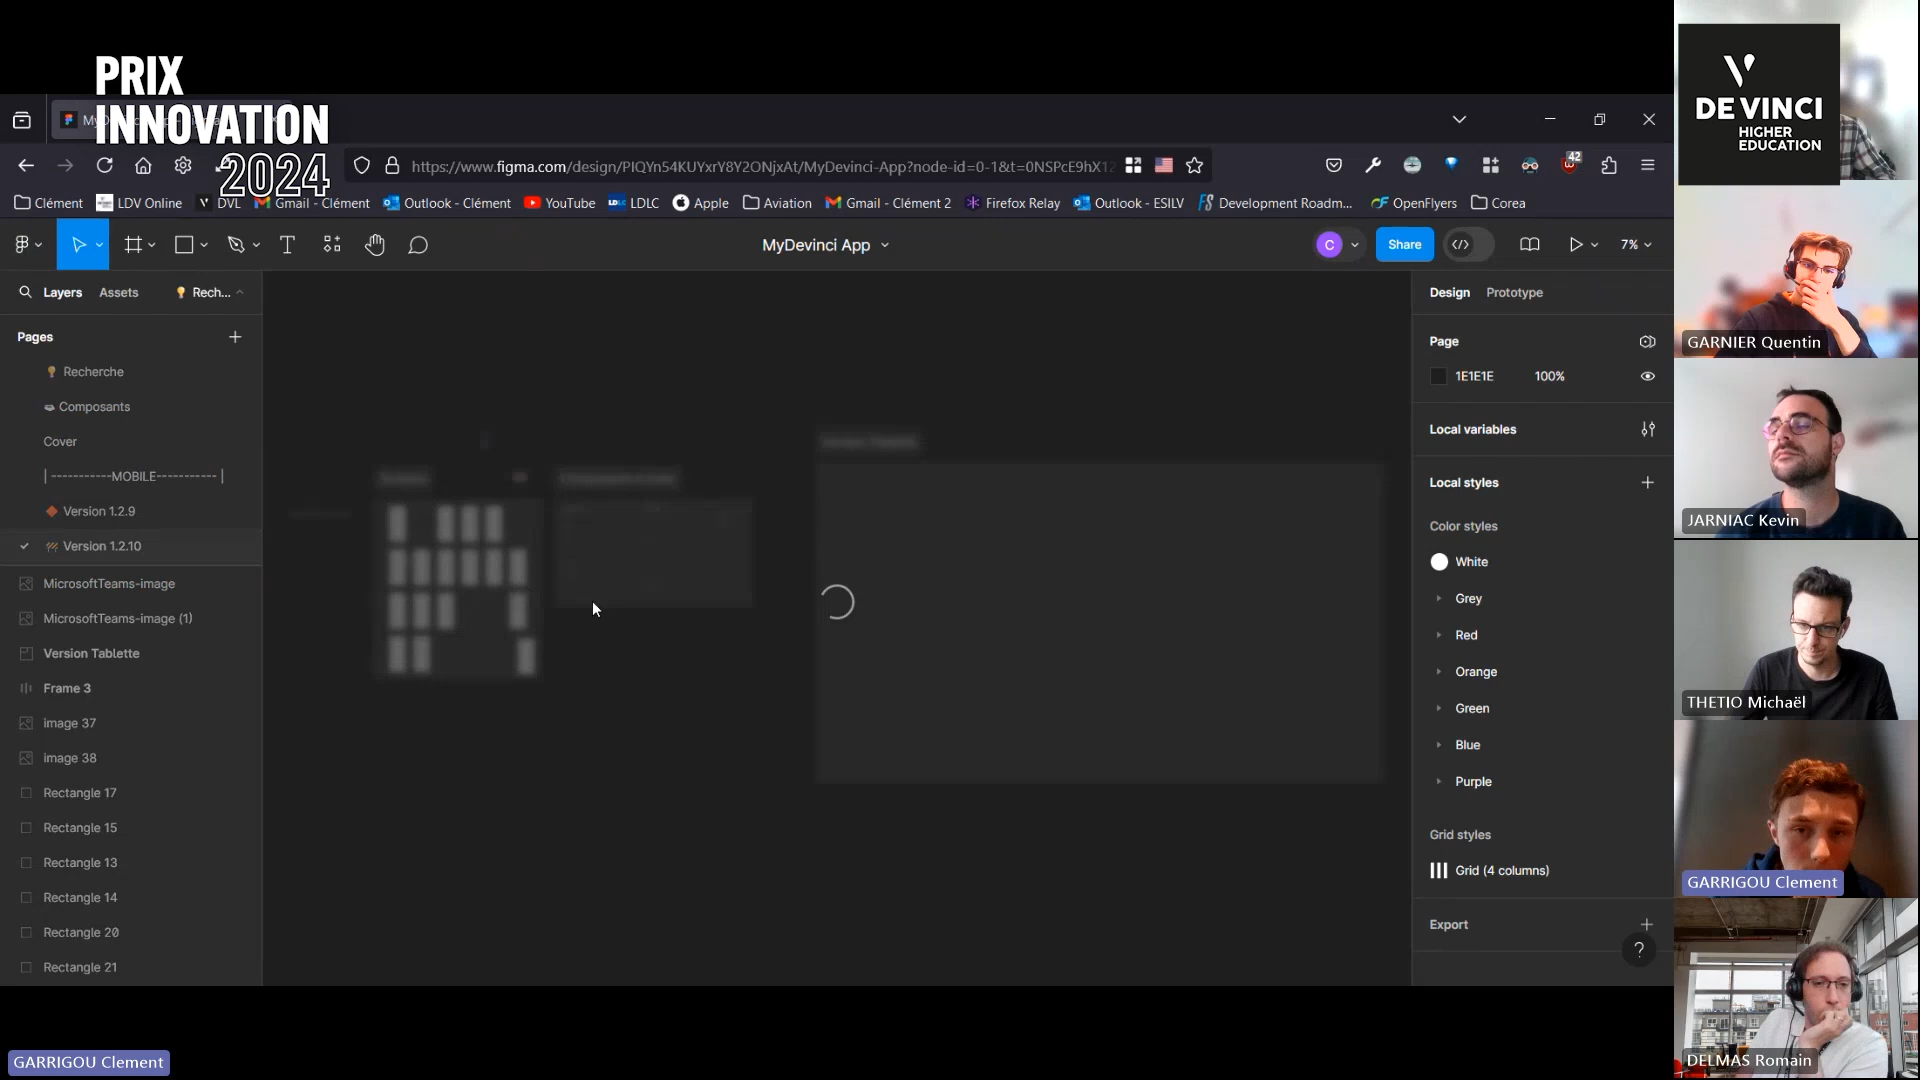 PRIX
INNOVATION
2024
https://www.figma.com/design/PIQYn54KUYxrY8Y2ONjxAt/MyDevinci-App?node-id=0-1&t=0NSPcE9hX1
42
Clément
LDV Online
DVL
Gmail - Clément
Outlook - Clément
YouTube
LDLC
Apple
Aviation
Gmail - Clément 2
Firefox Relay
Outlook - ESILV
Development Roadm...
OpenFlyers
Corea
MyDevinci App
C
Share
7%
Layers
Assets
Rech...
Pages
Recherche
Composants
Cover
| -----------MOBILE----------- |
Version 1.2.9
Version 1.2.10
MicrosoftTeams-image
MicrosoftTeams-image (1)
Version Tablette
Frame 3
image 37
image 38
Rectangle 17
Rectangle 15
Rectangle 13
Rectangle 14
Rectangle 20
Rectangle 21
Design
Prototype
Page
1E1E1E
100%
Local variables
Local styles
Color styles
White
Grey
Red
Orange
Green
Blue
Purple
Grid styles
Grid (4 columns)
Export
?
DE VINCI
HIGHER
EDUCATION
GARNIER Quentin
JARNIAC Kevin
THETIO Michaël
GARRIGOU Clement
DELMAS Romain
GARRIGOU Clement